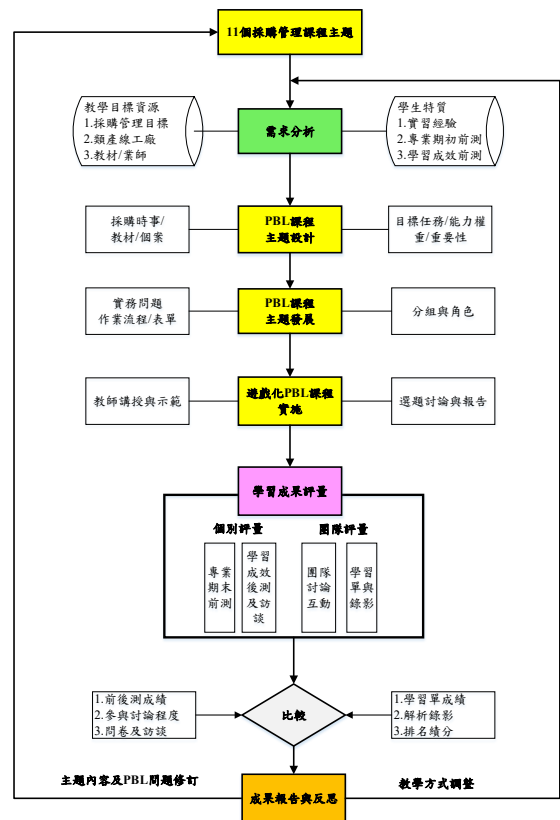 11個採購管理課程主題
教學目標資源
1.採購管理目標
2.類產線工廠
3.教材/業師
需求分析
學生特質
1.實習經驗
2.專業期初前測
3.學習成效前測
採購時事/
教材/個案
PBL課程
主題設計
目標任務/能力權
重/重要性
實務問題
作業流程/表單
PBL課程
主題發展
分組與角色
教師講授與示範
遊戲化PBL課程
實施
選題討論與報告
學習成果評量
個別評量
團隊評量
專業
期末
前測
學習
成效
後測
及訪
談
團隊
討論
互動
學習
單與
錄影
1.前後測成績
2.參與討論程度
3.問卷及訪談
比較
1.學習單成績
2.解析錄影
3.排名績分
主題內容及PBL問題修訂
成果報告與反思
教學方式調整